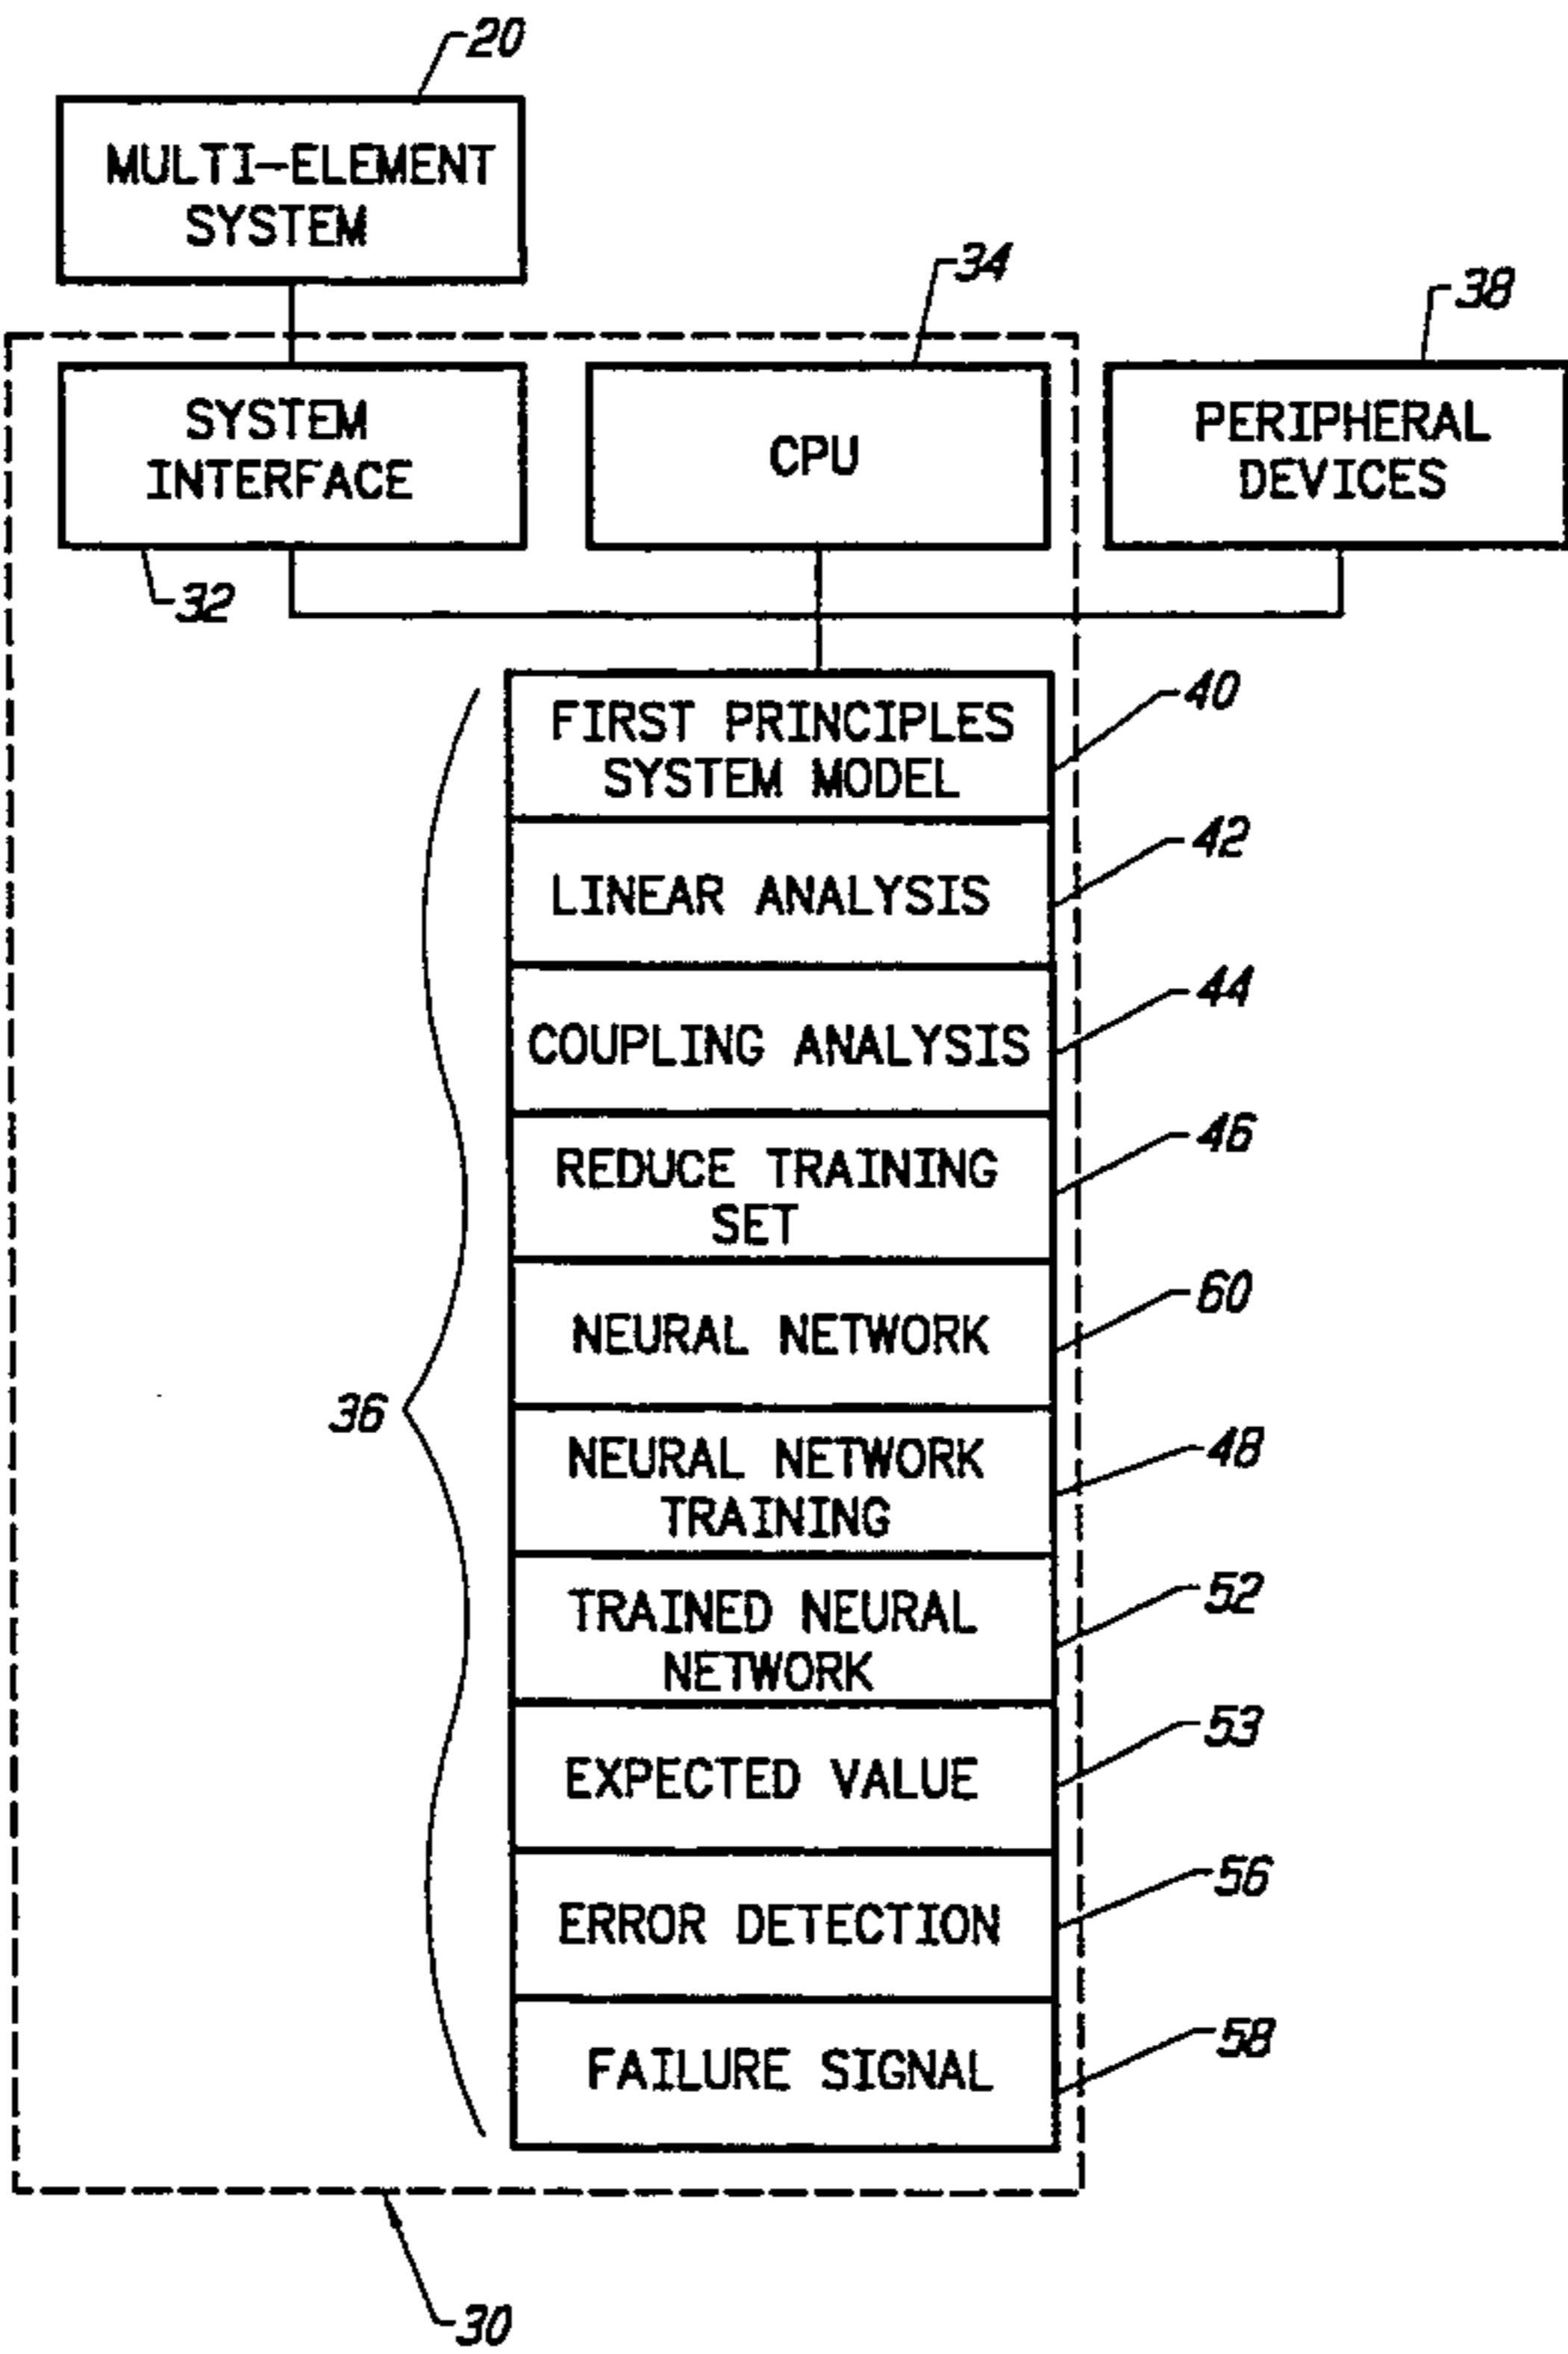 20
MULTI-ELEMENT
SYSTEM
34
38
SYSTEM
INTERFACE
CPU
PERIPHERAL
DEVICES
32
FIRST PRINCIPLES
SYSTEM MODEL
40
LINEAR ANALYSIS
42
COUPLING ANALYSIS
44
REDUCE TRAINING
SET
46
NEURAL NETWORK
60
36
NEURAL NETWORK
TRAINING
48
TRAINED NEURAL
NETWORK
52
EXPECTED VALUE
53
ERROR DETECTION
56
FAILURE SIGNAL
58
30